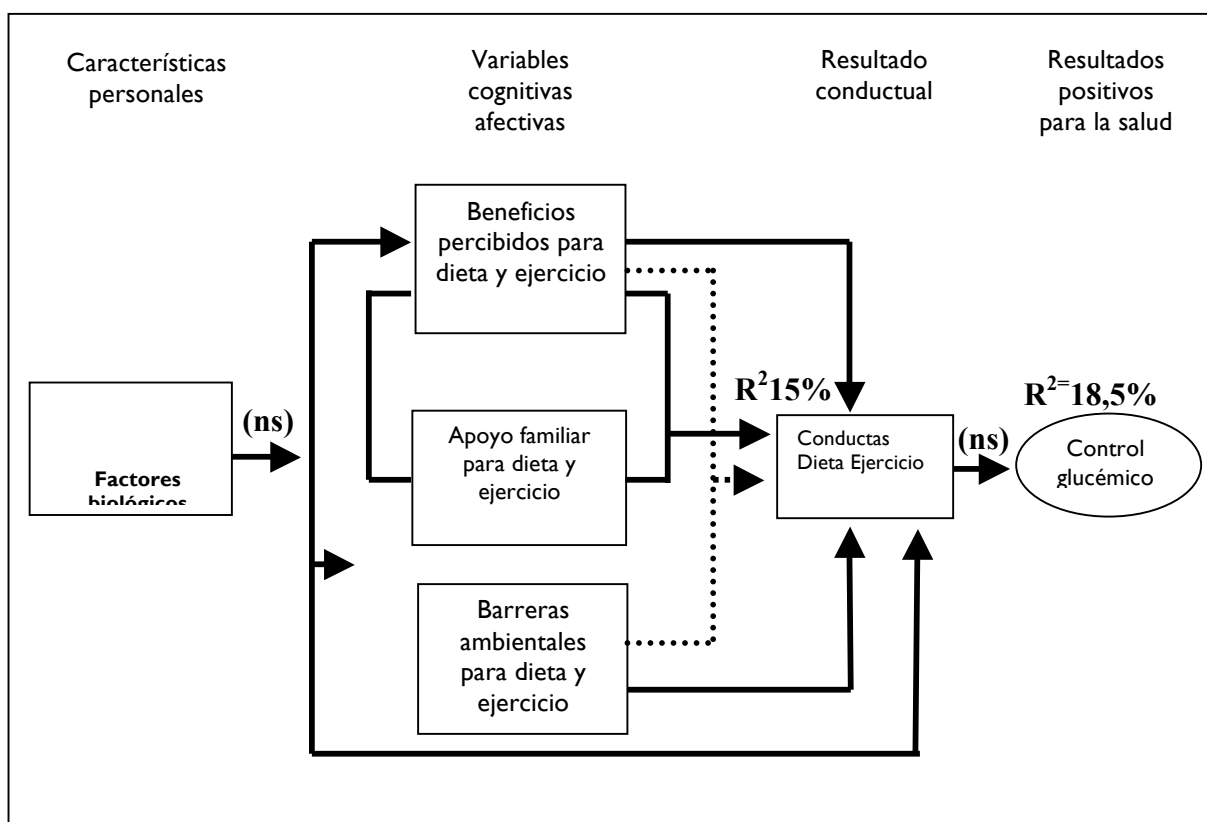 Características
personales
Variables
cognitivas
afectivas
Resultado
conductual
Resultados
positivos
para la salud
Beneficios
percibidos para
dieta y ejercicio
(ns)
Factores
biológicos
Apoyo familiar
para dieta y
ejercicio
Barreras
ambientales
para dieta y
ejercicio
R²15%
Conductas
Dieta Ejercicio
(ns)
R²⁼18,5%
Control
glucémico